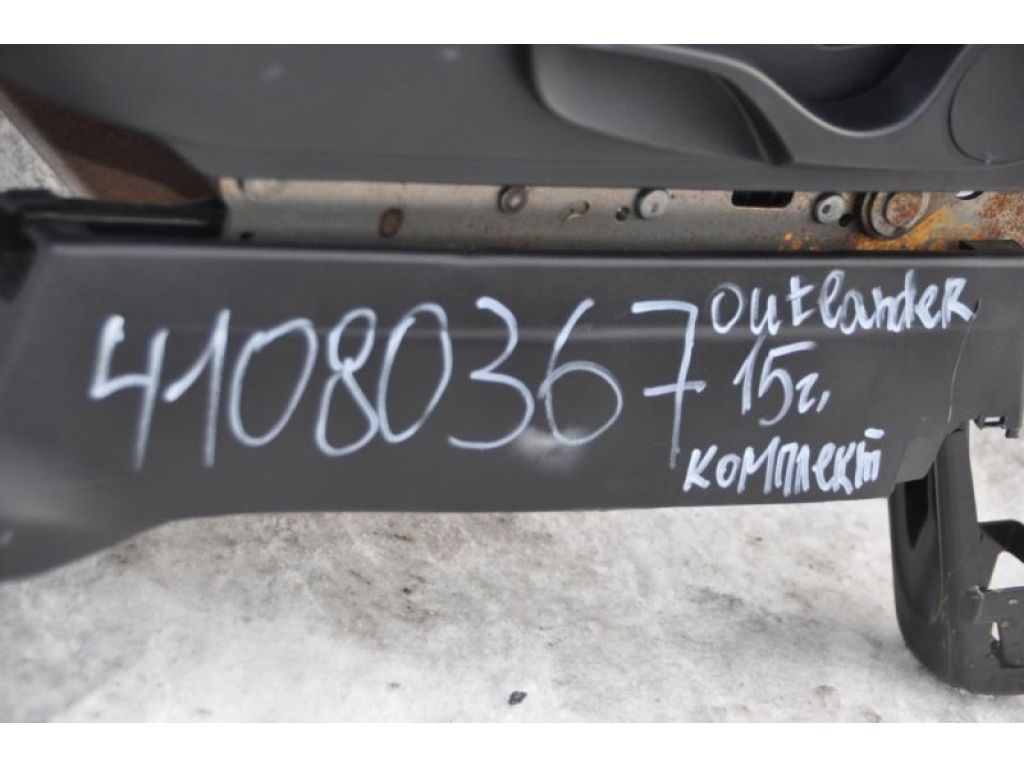 41080367
Outlander,
15г,
комплект